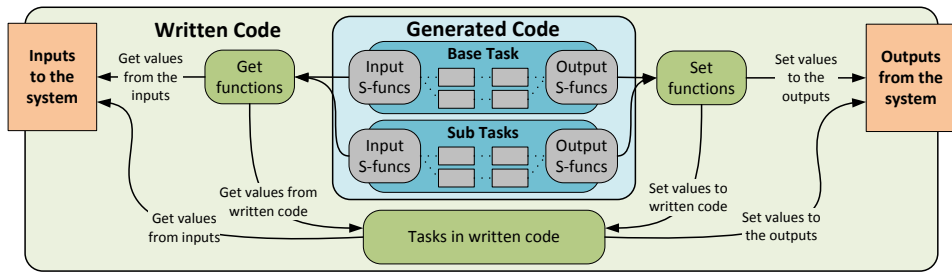 Written Code
Generated Code
Inputs
to the
system
Get values
from the
inputs
Get
functions
Base Task
Input
S-funcs
Output
S-funcs
Sub Tasks
Input
S-funcs
Output
S-funcs
Set
functions
Set values
to the
outputs
Outputs
from the
system
Get values from
written code
Get values
from inputs
Tasks in written code
Set values to
written code
Set values to
the outputs